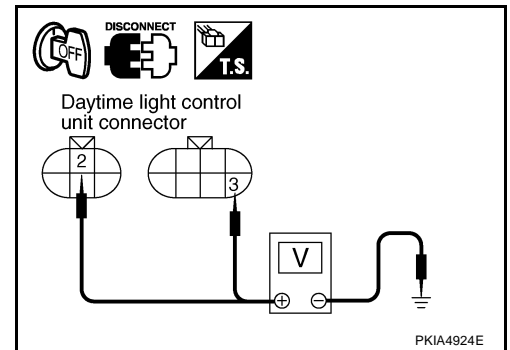 DISCONNECT
OFF
T.S.
Daytime light control
unit connector
2
3
V
+ −
PKIA4924E